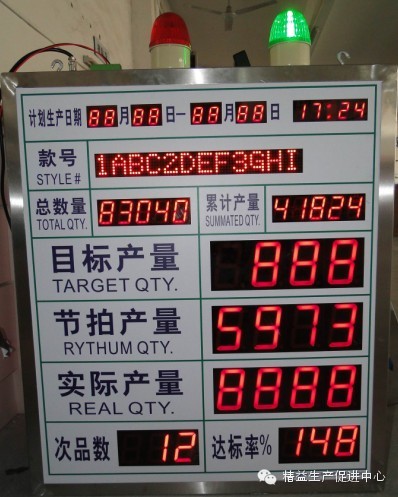 计划生产日期 88月88日一88月88日 17:24
款号 1ABC2DEF3GHI
STYLE #
总数量 83040 累计产量 41824
TOTAL QTY. SUMMATED QTY.
目标产量 888
TARGET QTY.
节拍产量 5973
RYTHUM QTY.
实际产量 8888
REAL QTY.
次品数 12 达标率% 148
精益生产促进中心